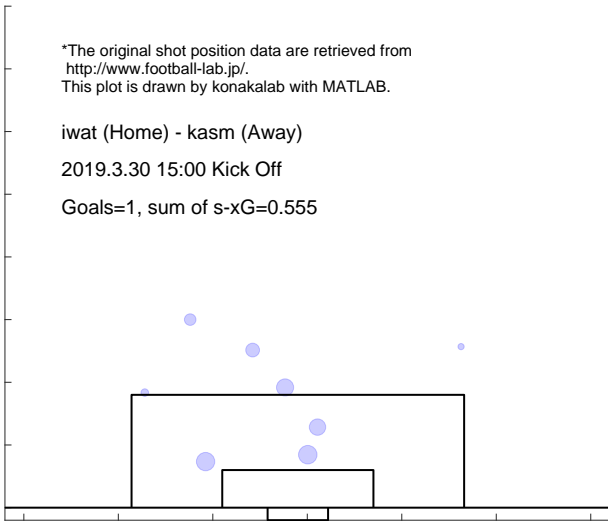 *The original shot position data are retrieved from
http://www.football-lab.jp/.
This plot is drawn by konakalab with MATLAB.
iwat (Home) - kasm (Away)
2019.3.30 15:00 Kick Off
Goals=1, sum of s-xG=0.555